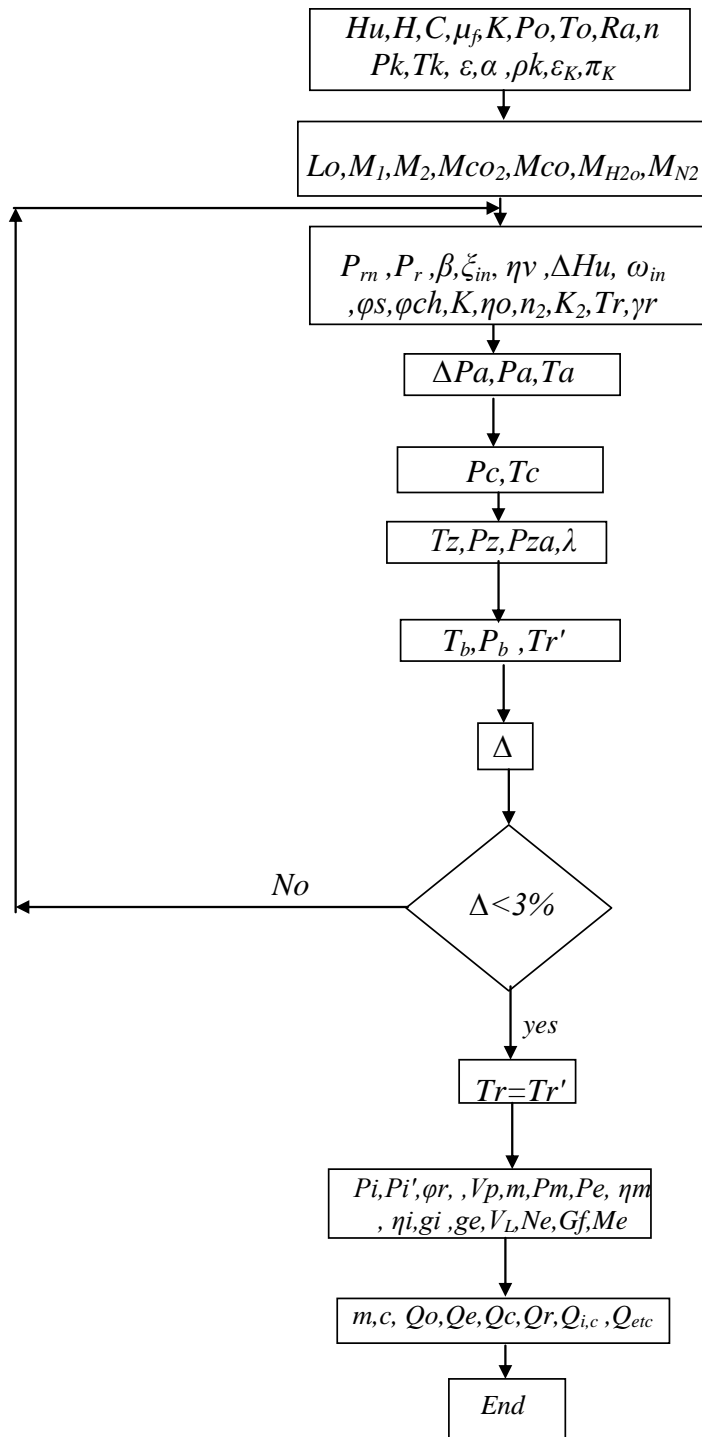 Hu,H,C,μf,K,Po,To,Ra,n
Pk,Tk, ε,α ,ρk,εK,πK
Lo,M1,M2,Mco2,Mco,MH2o,MN2
Prn ,Pr ,β,ξin, ηv ,ΔHu, ωin
,φs,φch,K,ηo,n2,K2,Tr,γr
ΔPa,Pa,Ta
Pc,Tc
Tz,Pz,Pza,λ
Tb,Pb ,Tr'
Δ
No
Δ<3%
yes
Tr=Tr'
Pi,Pi',φr, ,Vp,m,Pm,Pe, ηm
, ηi,gi ,ge,VL,Ne,Gf,Me
m,c, Qo,Qe,Qc,Qr,Qi,c ,Qetc
End